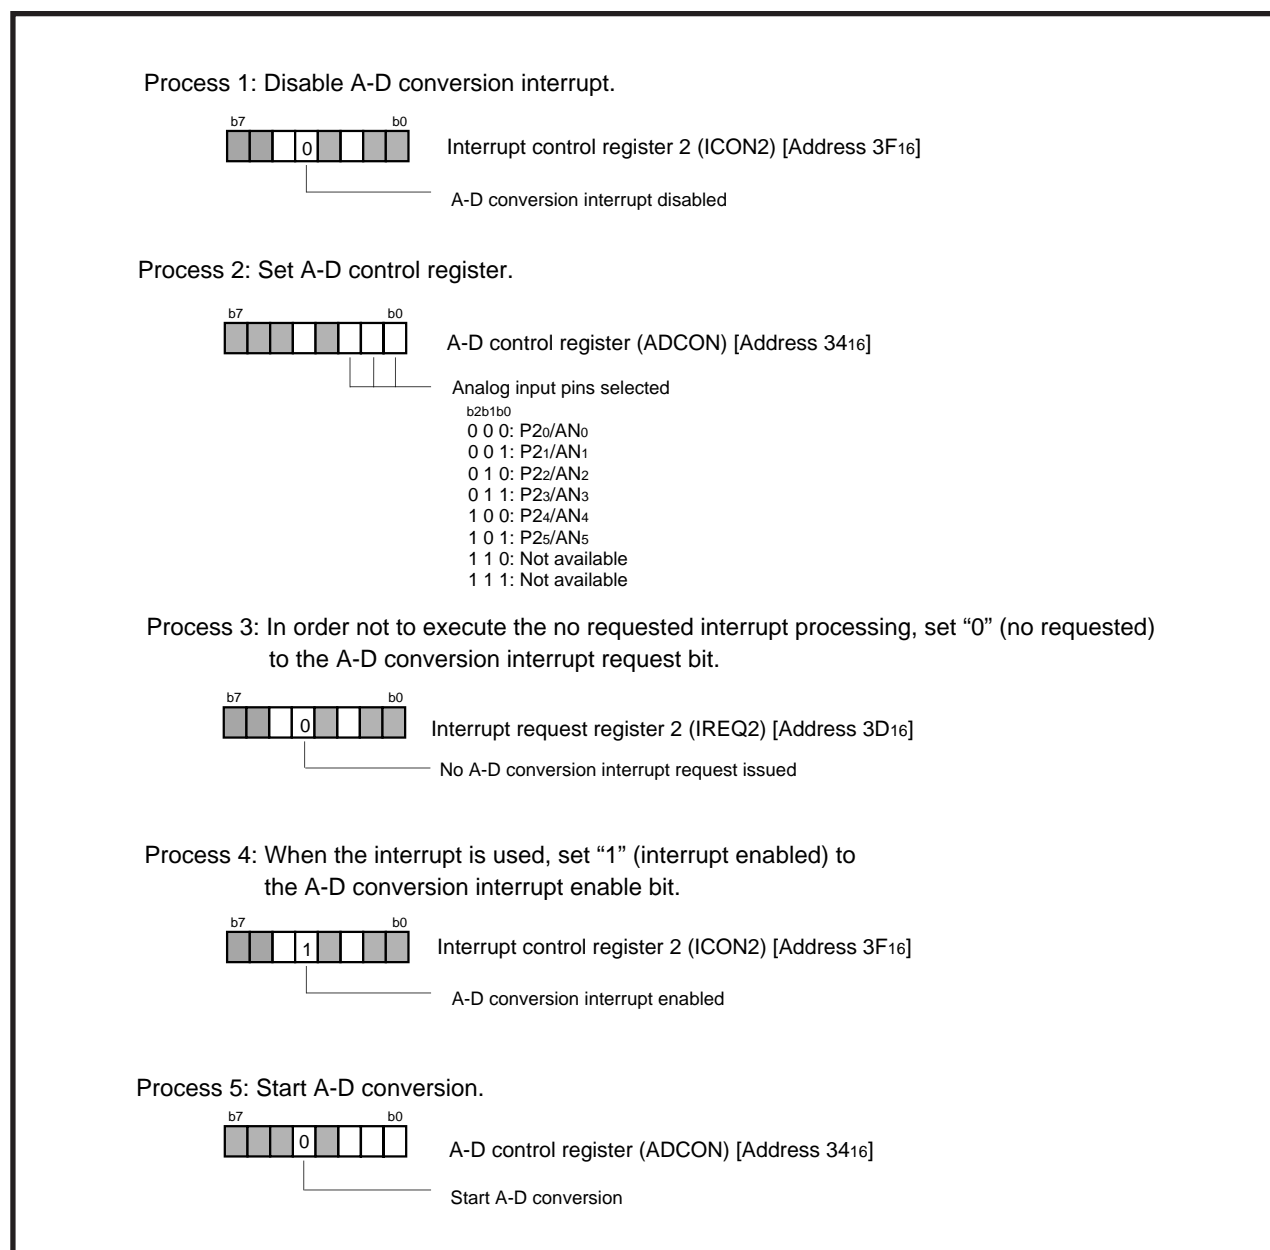 Process 1: Disable A-D conversion interrupt.
b7 b0
0 Interrupt control register 2 (ICON2) [Address 3F16]
A-D conversion interrupt disabled
Process 2: Set A-D control register.
b7 b0
A-D control register (ADCON) [Address 3416]
Analog input pins selected
b2b1b0
0 0 0: P20/AN0
0 0 1: P21/AN1
0 1 0: P22/AN2
0 1 1: P23/AN3
1 0 0: P24/AN4
1 0 1: P25/AN5
1 1 0: Not available
1 1 1: Not available
Process 3: In order not to execute the no requested interrupt processing, set “0” (no requested)
to the A-D conversion interrupt request bit.
b7 b0
0 Interrupt request register 2 (IREQ2) [Address 3D16]
No A-D conversion interrupt request issued
Process 4: When the interrupt is used, set “1” (interrupt enabled) to
the A-D conversion interrupt enable bit.
b7 b0
1 Interrupt control register 2 (ICON2) [Address 3F16]
A-D conversion interrupt enabled
Process 5: Start A-D conversion.
b7 b0
0 A-D control register (ADCON) [Address 3416]
Start A-D conversion